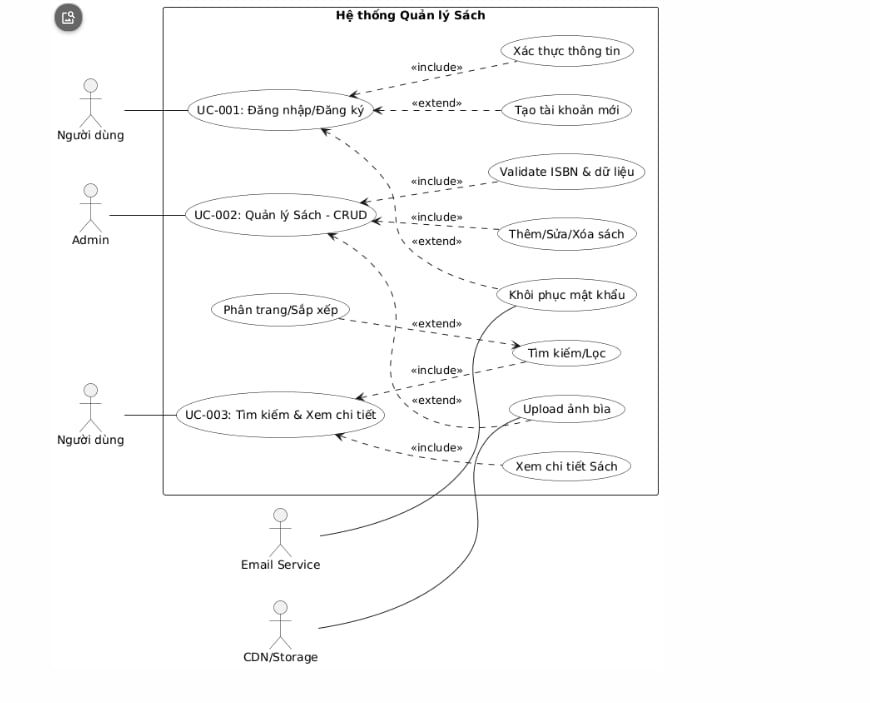 Hệ thống Quản lý Sách
Xác thực thông tin
«include»
UC-001: Đăng nhập/Đăng ký
«extend»
Tạo tài khoản mới
Người dùng
Validate ISBN & dữ liệu
«include»
UC-002: Quản lý Sách - CRUD
«include»
Thêm/Sửa/Xóa sách
Admin
«extend»
Khôi phục mật khẩu
Phân trang/Sắp xếp
«extend»
Tìm kiếm/Lọc
«include»
«extend»
Upload ảnh bìa
UC-003: Tìm kiếm & Xem chi tiết
Người dùng
«include»
Xem chi tiết Sách
Email Service
CDN/Storage